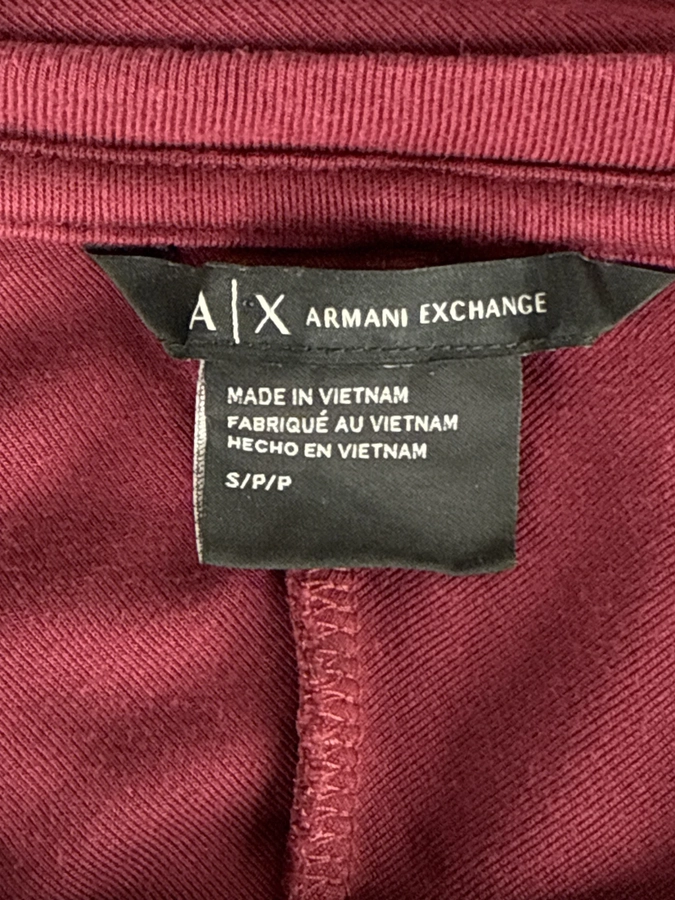 A|X ARMANI EXCHANGE
MADE IN VIETNAM
FABRIQUÉ AU VIETNAM
HECHO EN VIETNAM
S/P/P